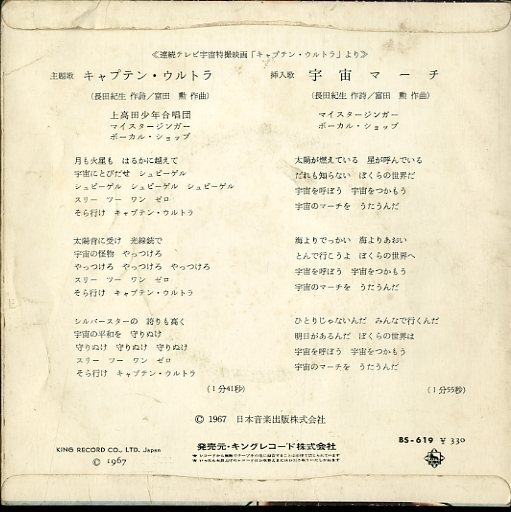 ≪連続テレビ宇宙特撮映画「キャプテン・ウルトラ」より≫
主題歌 キャプテン・ウルトラ
（長田紀生 作詩／冨田 勲 作曲）
上高田少年合唱団
マイスタージンガー
ボーカル・ショップ
月も火星も はるかに越えて
宇宙にとびだせ シュピーゲル
シュピーゲル シュピーゲル シュピーゲル
スリー ツー ワン ゼロ
そら行け キャプテン・ウルトラ
太陽背に受け 光線銃で
宇宙の怪物 やっつけろ
やっつけろ やっつけろ やっつけろ
スリー ツー ワン ゼロ
そら行け キャプテン・ウルトラ
シルバースターの 誇りも高く
宇宙の平和を 守りぬけ
守りぬけ 守りぬけ 守りぬけ
スリー ツー ワン ゼロ
そら行け キャプテン・ウルトラ
（1分41秒）
挿入歌 宇宙マーチ
（長田紀生 作詩／冨田 勲 作曲）
マイスタージンガー
ボーカル・ショップ
太陽が燃えている 星が呼んでいる
だれも知らない ぼくらの世界だ
宇宙を呼ぼう 宇宙をつかもう
宇宙のマーチを うたうんだ
海よりでっかい 海よりあおい
とんで行こうよ ぼくらの世界へ
宇宙を呼ぼう 宇宙をつかもう
宇宙のマーチを うたうんだ
ひとりじゃないんだ みんなで行くんだ
明日があるんだ ぼくらの世界は
宇宙を呼ぼう 宇宙をつかもう
宇宙のマーチを うたうんだ
（1分55秒）
© 1967 日本音楽出版株式会社
KING RECORD CO., LTD. Japan
© 1967
発売元・キングレコード株式会社
BS-619 ¥330